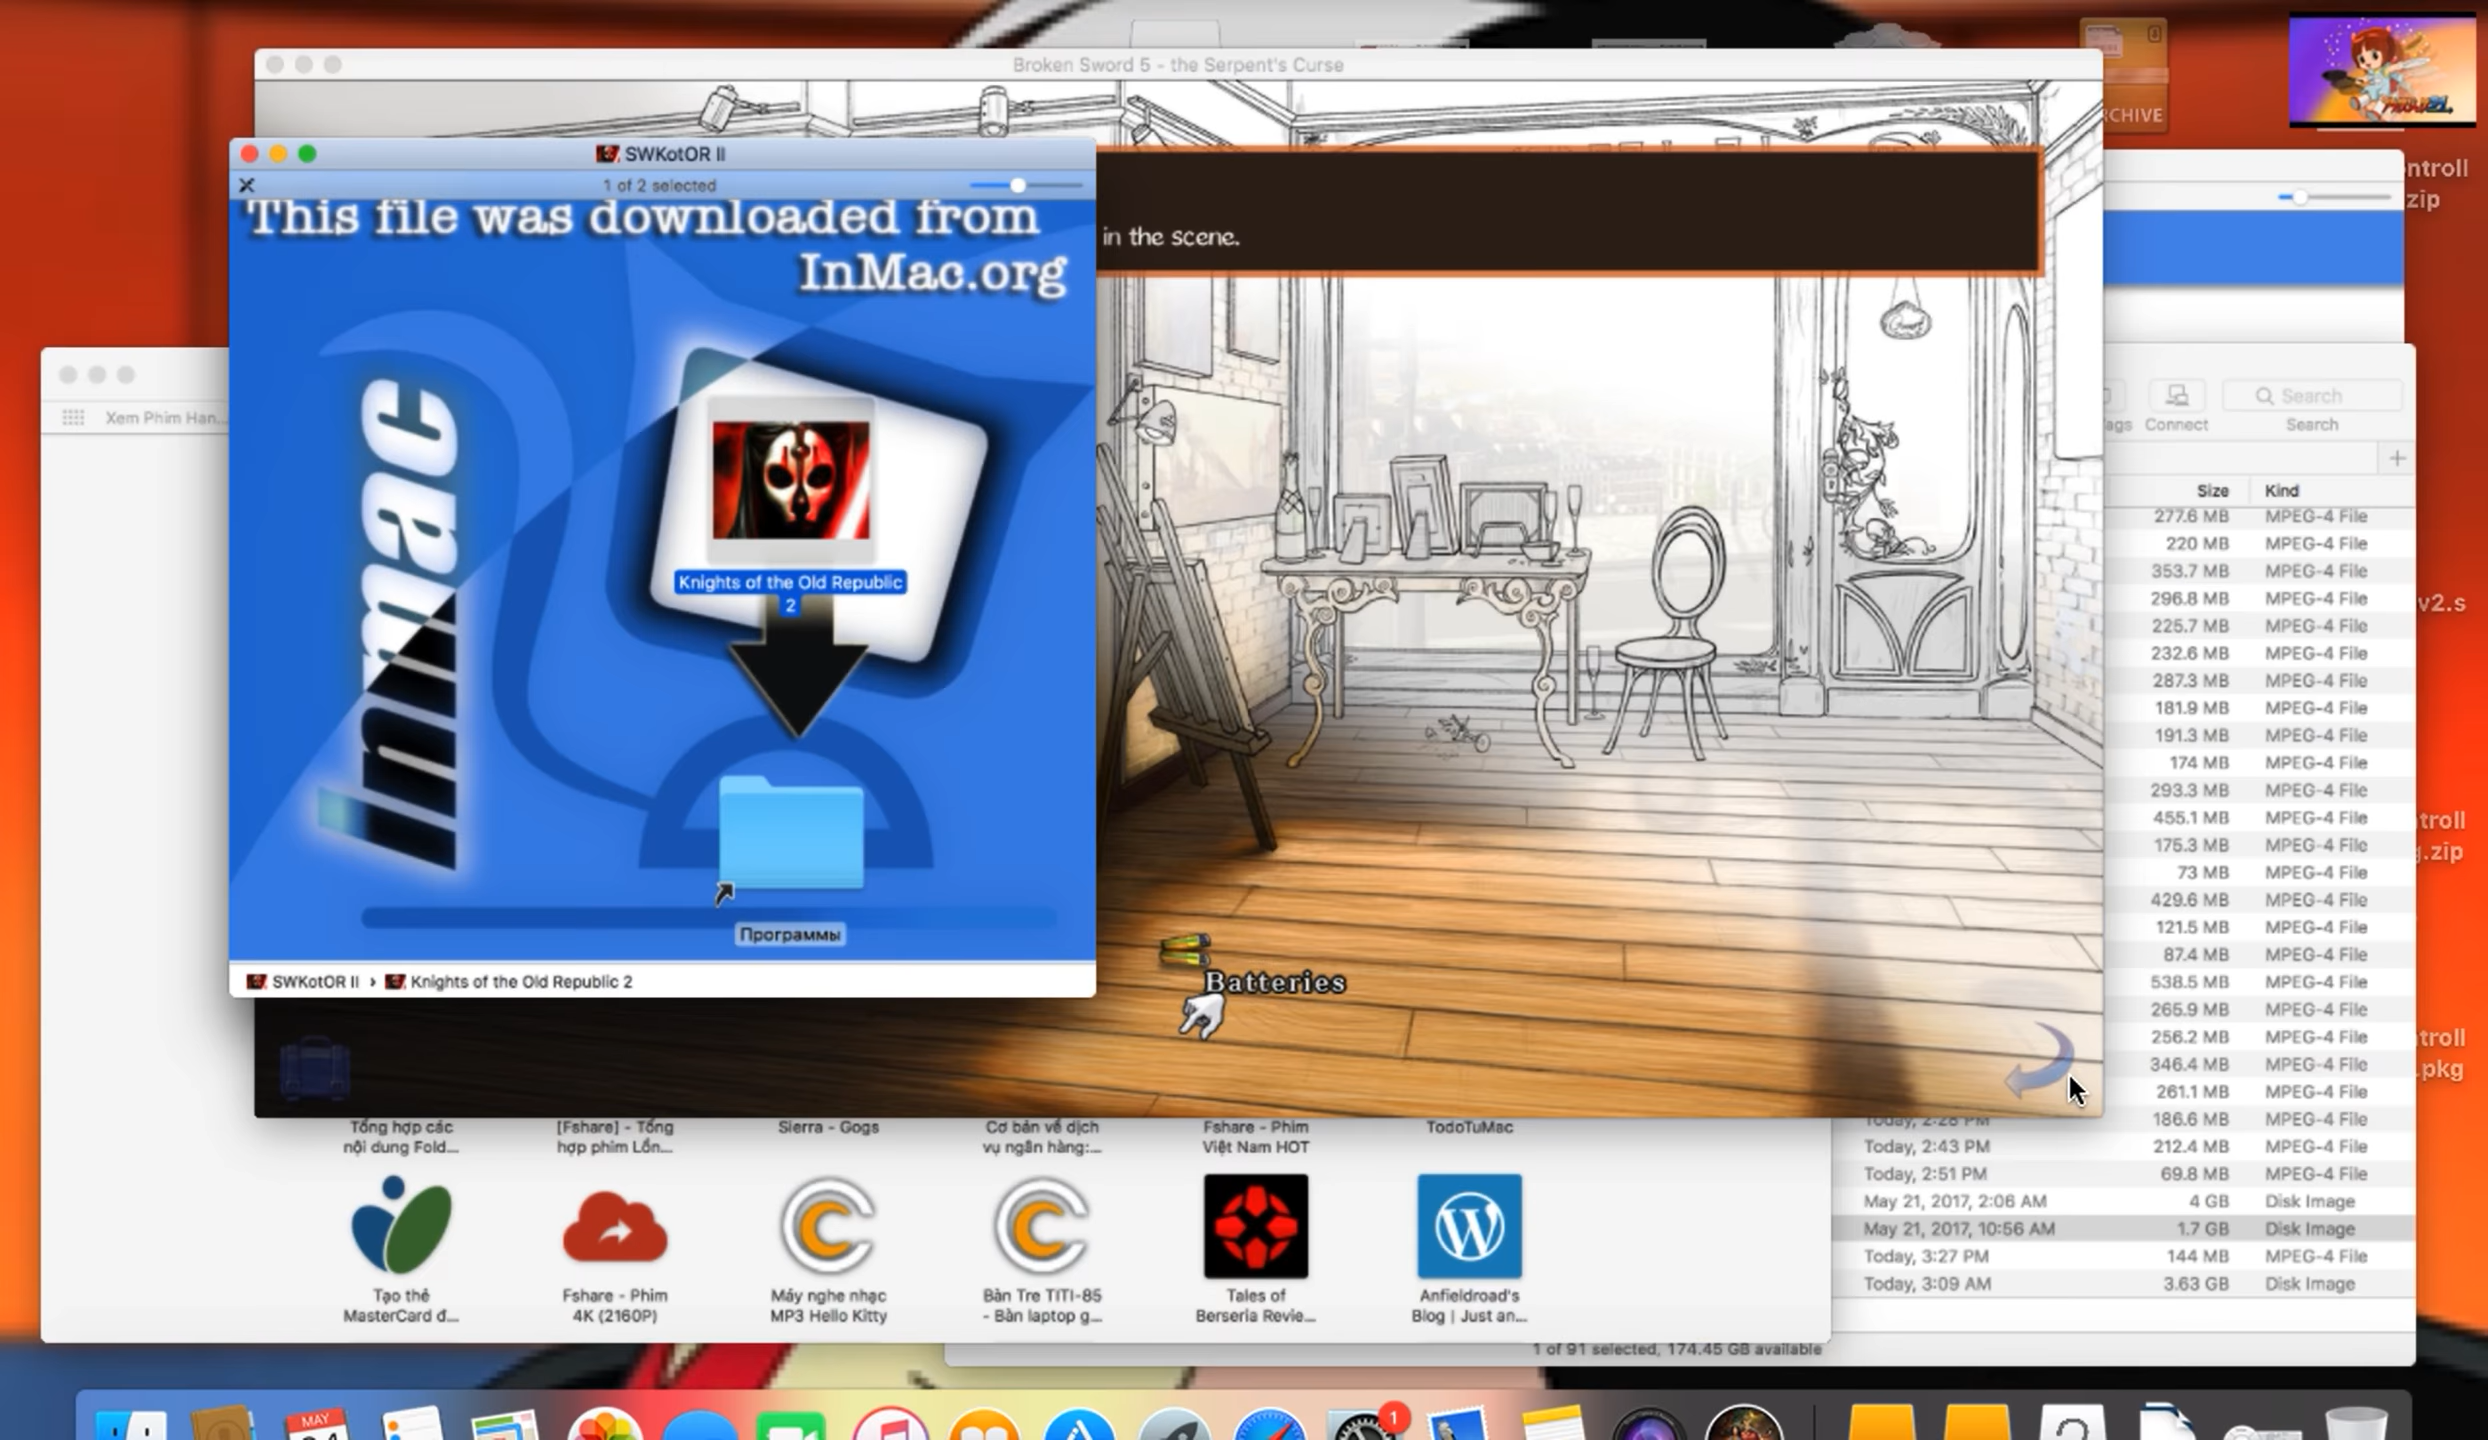 Broken Sword 5 - the Serpent's Curse
SWKotOR II
1 of 2 selected
This file was downloaded from
InMac.org
Inmac
Knights of the Old Republic
2
Программы
SWKotOR II › Knights of the Old Republic 2
in the scene.
Batteries
ARCHIVE
ntroll
zip
v2.s
troll
.zip
troll
.pkg
Xem Phim Han...
Search
Connect
Search
Size Kind
277.6 MB MPEG-4 File
220 MB MPEG-4 File
353.7 MB MPEG-4 File
296.8 MB MPEG-4 File
225.7 MB MPEG-4 File
232.6 MB MPEG-4 File
287.3 MB MPEG-4 File
181.9 MB MPEG-4 File
191.3 MB MPEG-4 File
174 MB MPEG-4 File
293.3 MB MPEG-4 File
455.1 MB MPEG-4 File
175.3 MB MPEG-4 File
73 MB MPEG-4 File
429.6 MB MPEG-4 File
121.5 MB MPEG-4 File
87.4 MB MPEG-4 File
538.5 MB MPEG-4 File
265.9 MB MPEG-4 File
256.2 MB MPEG-4 File
346.4 MB MPEG-4 File
261.1 MB MPEG-4 File
Today, 2:28 PM 186.6 MB MPEG-4 File
Today, 2:43 PM 212.4 MB MPEG-4 File
Today, 2:51 PM 69.8 MB MPEG-4 File
May 21, 2017, 2:06 AM 4 GB Disk Image
May 21, 2017, 10:56 AM 1.7 GB Disk Image
Today, 3:27 PM 144 MB MPEG-4 File
Today, 3:09 AM 3.63 GB Disk Image
1 of 91 selected, 174.45 GB available
Tổng hợp các
nội dung Fold...
[Fshare] - Tổng
hợp phim Lồn...
Sierra - Gogs
Cơ bản về dịch
vụ ngân hàng:...
Fshare - Phim
Việt Nam HOT
TodoTuMac
Tạo thẻ
MasterCard đ...
Fshare - Phim
4K (2160P)
Máy nghe nhạc
MP3 Hello Kitty
Bàn Tre TITI-85
- Bàn laptop g...
Tales of
Berseria Revie...
Anfieldroad's
Blog | Just an...
MAY
1